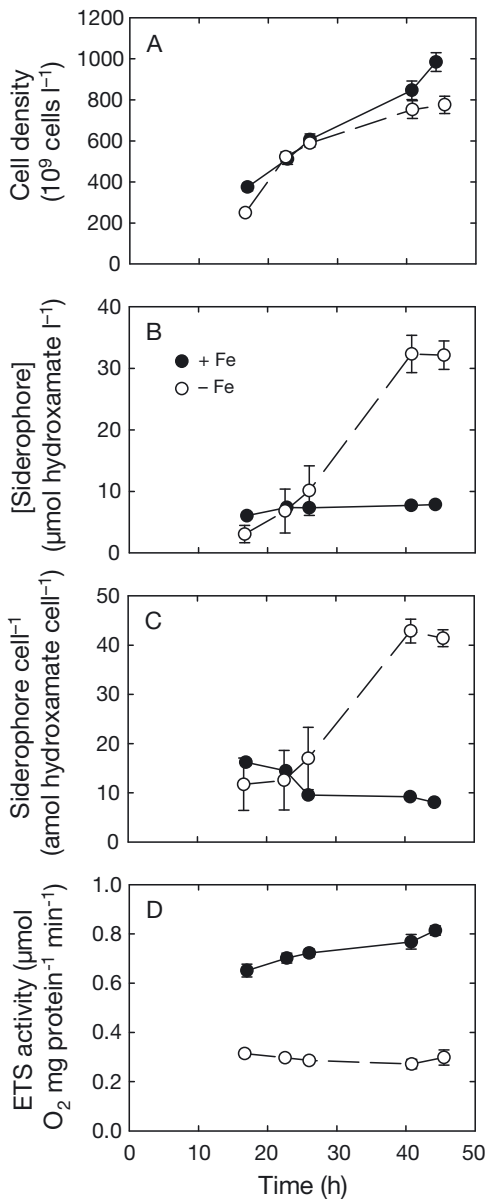 1200
1000
800
600
400
200
0
A
Cell density
(10⁹ cells l⁻¹)
40
30
20
10
0
B
+ Fe
– Fe
[Siderophore]
(µmol hydroxamate l⁻¹)
50
40
30
20
10
0
C
Siderophore cell⁻¹
(amol hydroxamate cell⁻¹)
1.0
0.8
0.6
0.4
0.2
0.0
D
ETS activity (µmol
O₂ mg protein⁻¹ min⁻¹)
0 10 20 30 40 50
Time (h)